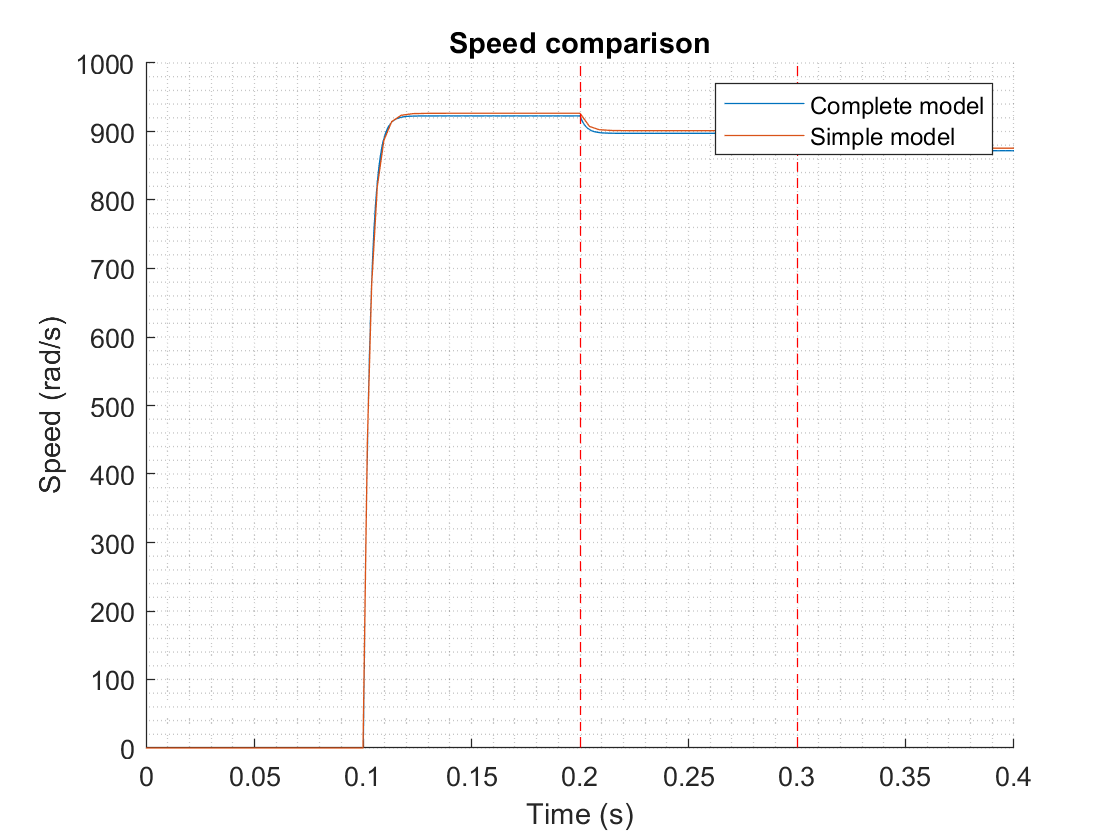 Speed comparison
1000
900
800
700
600
500
400
300
200
100
0
Speed (rad/s)
Complete model
Simple model
0 0.05 0.1 0.15 0.2 0.25 0.3 0.35 0.4
Time (s)